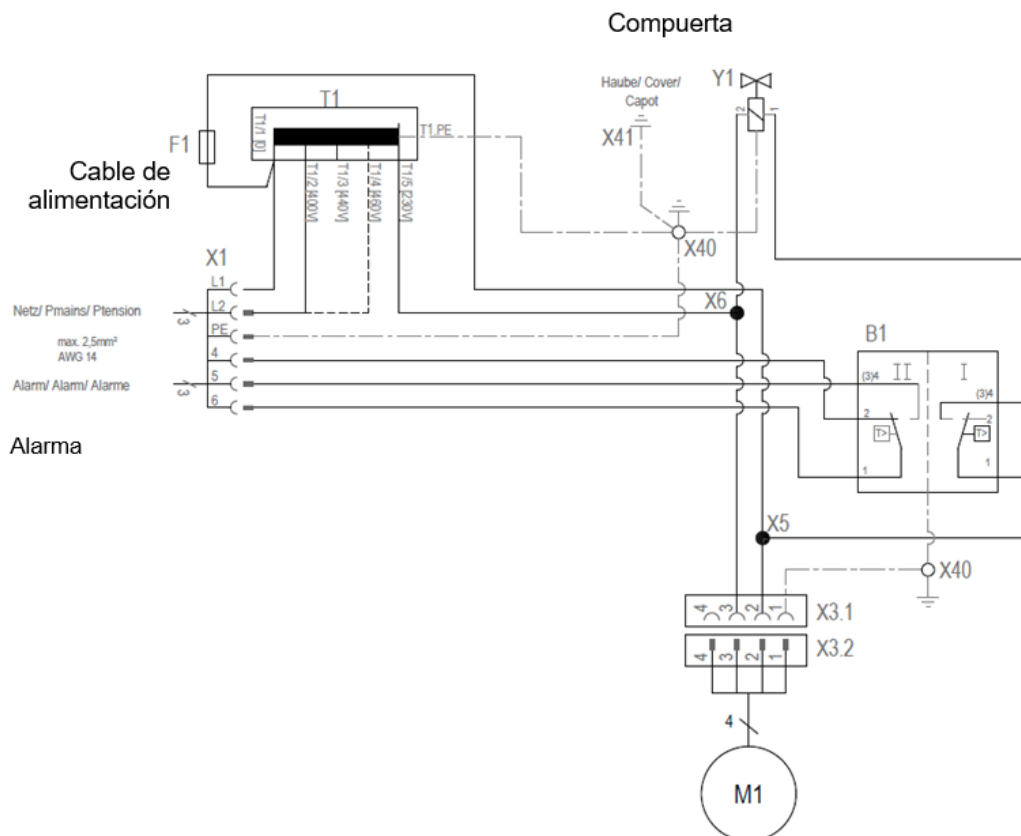 Compuerta
Haube/ Cover/
Capot
Y1
2
1
T1
T1/1 [0]
T1.PE
X41
F1
T1/2 [400V]
T1/3 [440V]
T1/4 [460V]
T1/5 [230V]
Cable de
alimentación
X40
X1
L1
X6
Netz/ Pmains/ Ptension
3
L2
B1
max. 2,5mm²
AWG 14
PE
4
II
I
Alarm/ Alarm/ Alarme
3
5
(3)4
(3)4
6
2
2
T>
T>
Alarma
1
1
X5
X40
4
3
2
1
X3.1
4
3
2
1
X3.2
4
M1